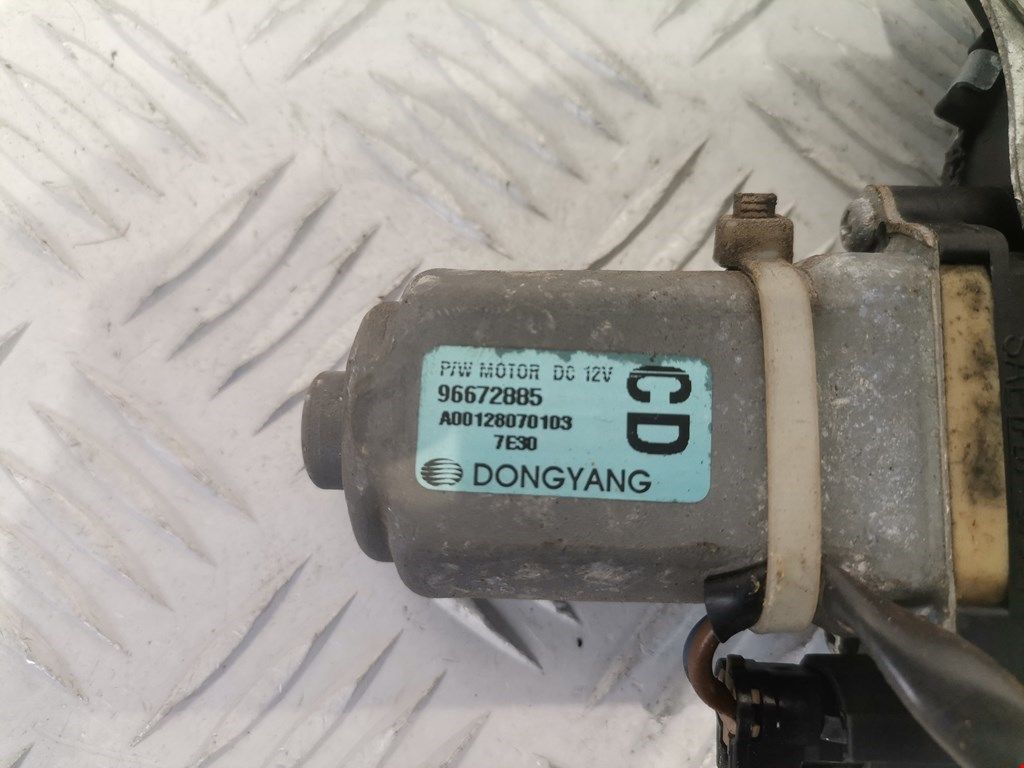 P/W MOTOR DC 12V
96672885
A00128070103
7E30
DONGYANG
CD